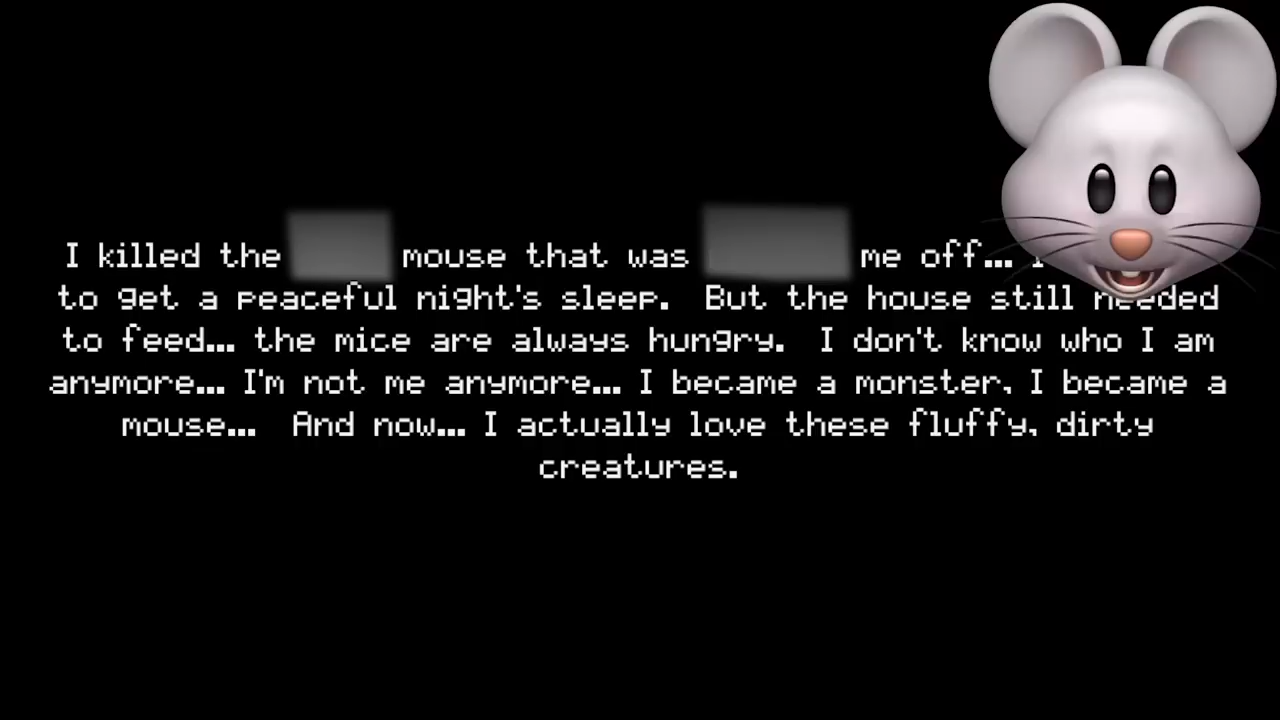 I killed the mouse that was me off...
to get a peaceful night's sleep. But the house still needed
to feed... the mice are always hungry. I don't know who I am
anymore... I'm not me anymore... I became a monster, I became a
mouse... And now... I actually love these fluffy, dirty
creatures.